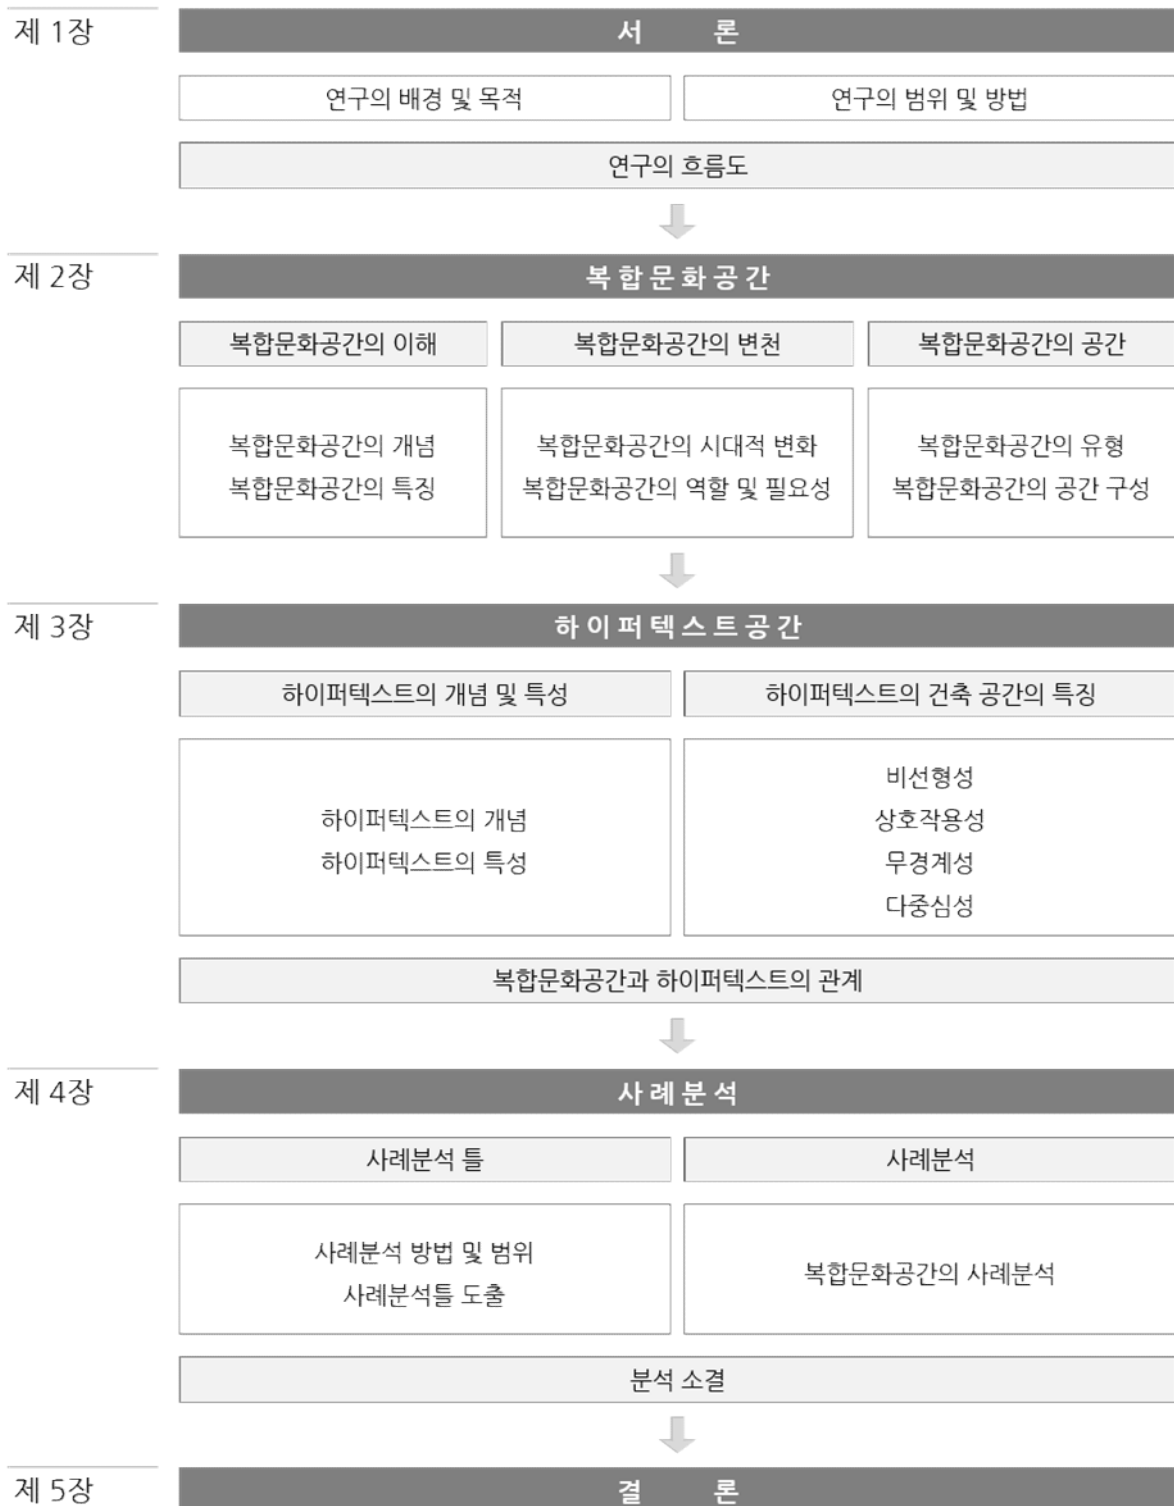 제 1장
서 론
연구의 배경 및 목적
연구의 범위 및 방법
연구의 흐름도
제 2장
복합문화공간
복합문화공간의 이해
복합문화공간의 변천
복합문화공간의 공간
복합문화공간의 개념
복합문화공간의 특징
복합문화공간의 시대적 변화
복합문화공간의 역할 및 필요성
복합문화공간의 유형
복합문화공간의 공간 구성
제 3장
하이퍼텍스트공간
하이퍼텍스트의 개념 및 특성
하이퍼텍스트의 건축 공간의 특징
하이퍼텍스트의 개념
하이퍼텍스트의 특성
비선형성
상호작용성
무경계성
다중심성
복합문화공간과 하이퍼텍스트의 관계
제 4장
사례분석
사례분석 틀
사례분석
사례분석 방법 및 범위
사례분석틀 도출
복합문화공간의 사례분석
분석 소결
제 5장
결 론